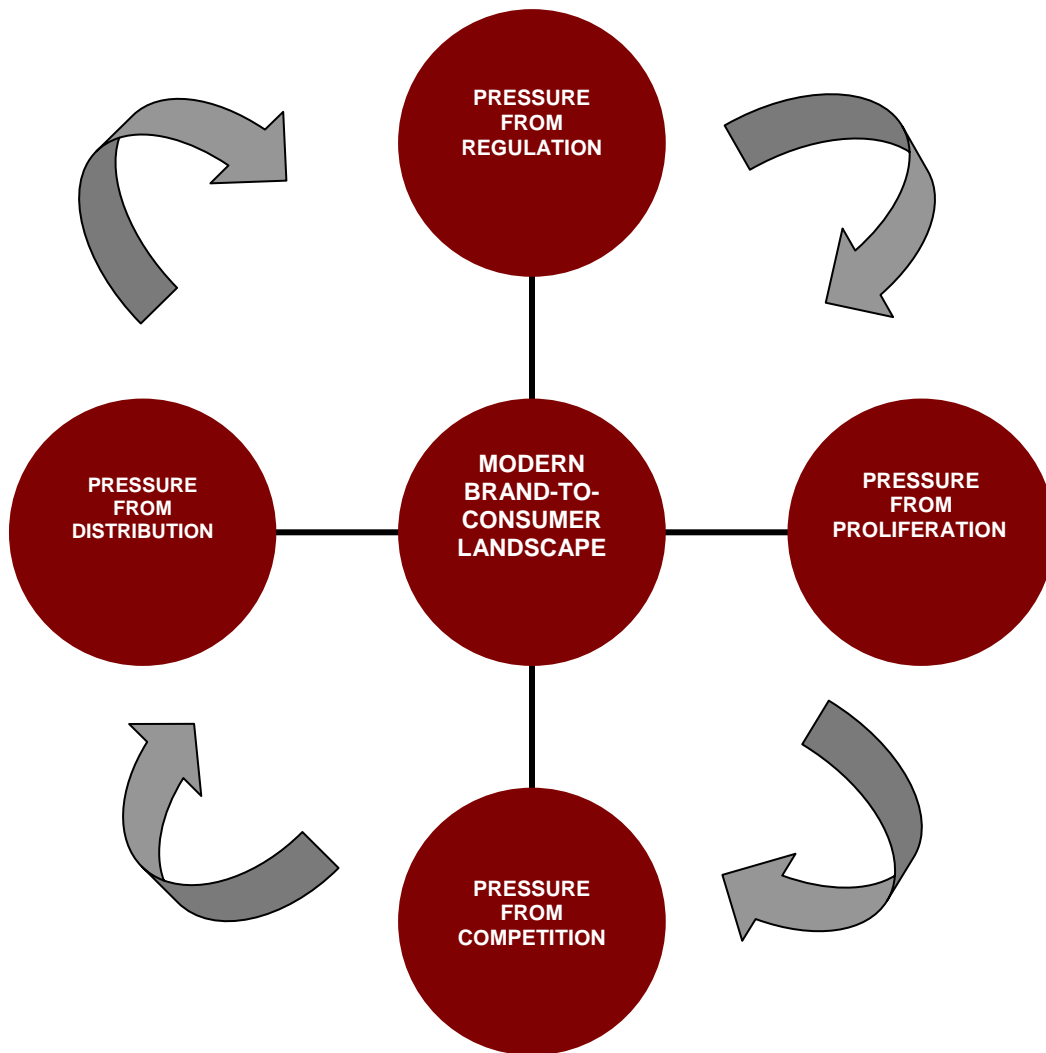 PRESSURE
FROM
REGULATION
PRESSURE
FROM
DISTRIBUTION
MODERN
BRAND-TO-
CONSUMER
LANDSCAPE
PRESSURE
FROM
PROLIFERATION
PRESSURE
FROM
COMPETITION